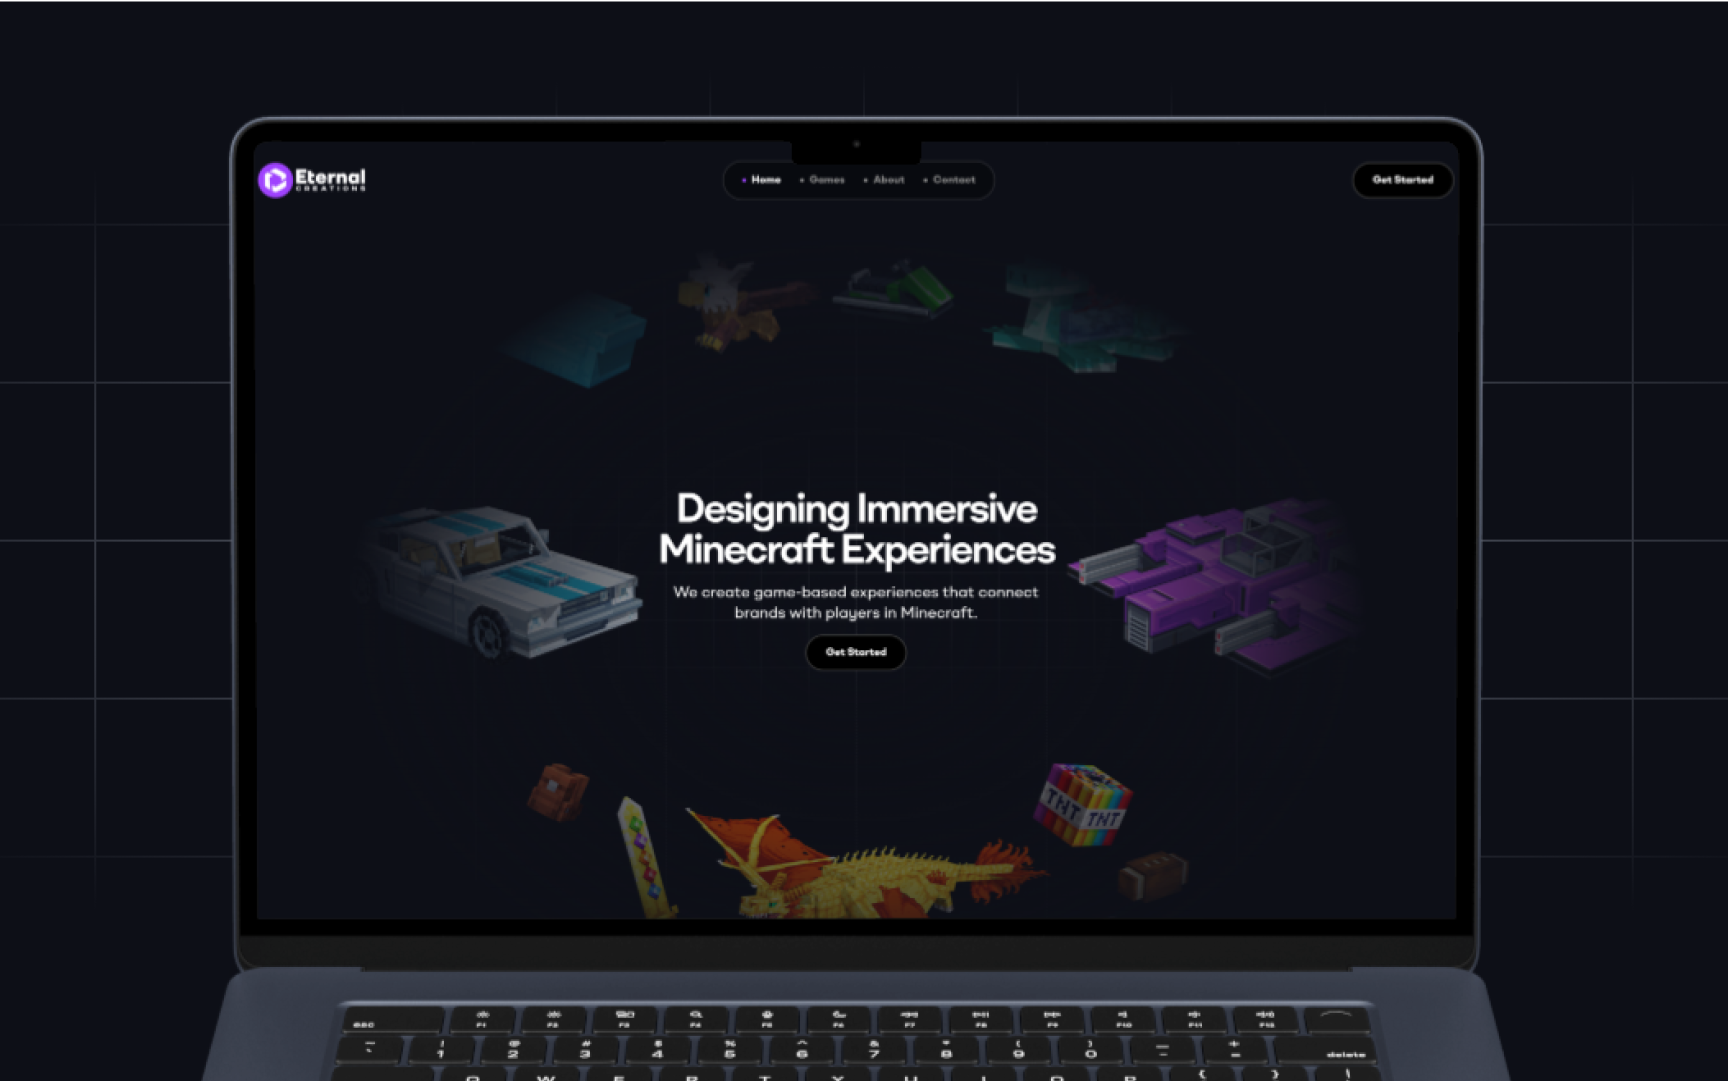 Eternal
CREATIONS
Home
Games
About
Contact
Get Started
Designing Immersive
Minecraft Experiences
We create game-based experiences that connect
brands with players in Minecraft.
Get Started
TNT TNT
esc F1 F2 F3 F4 F5 F6 F7 F8 F9 F10 F11 F12
~ ! @ # $ % ^ & * ( ) _ +
` 1 2 3 4 5 6 7 8 9 0 - = delete
Q W E R T Y U I O P { } |